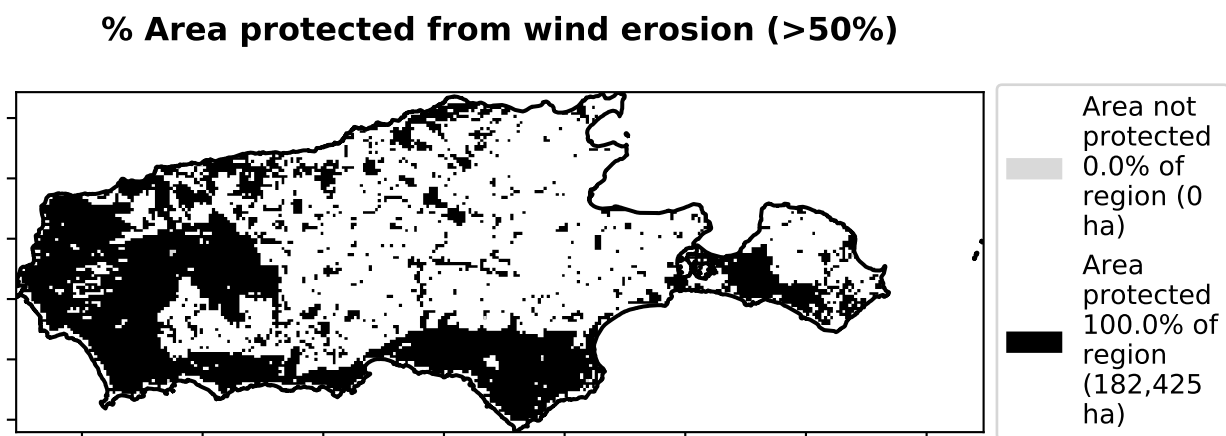 % Area protected from wind erosion (>50%)
Area not
protected
0.0% of
region (0
ha)
Area
protected
100.0% of
region
(182,425
ha)